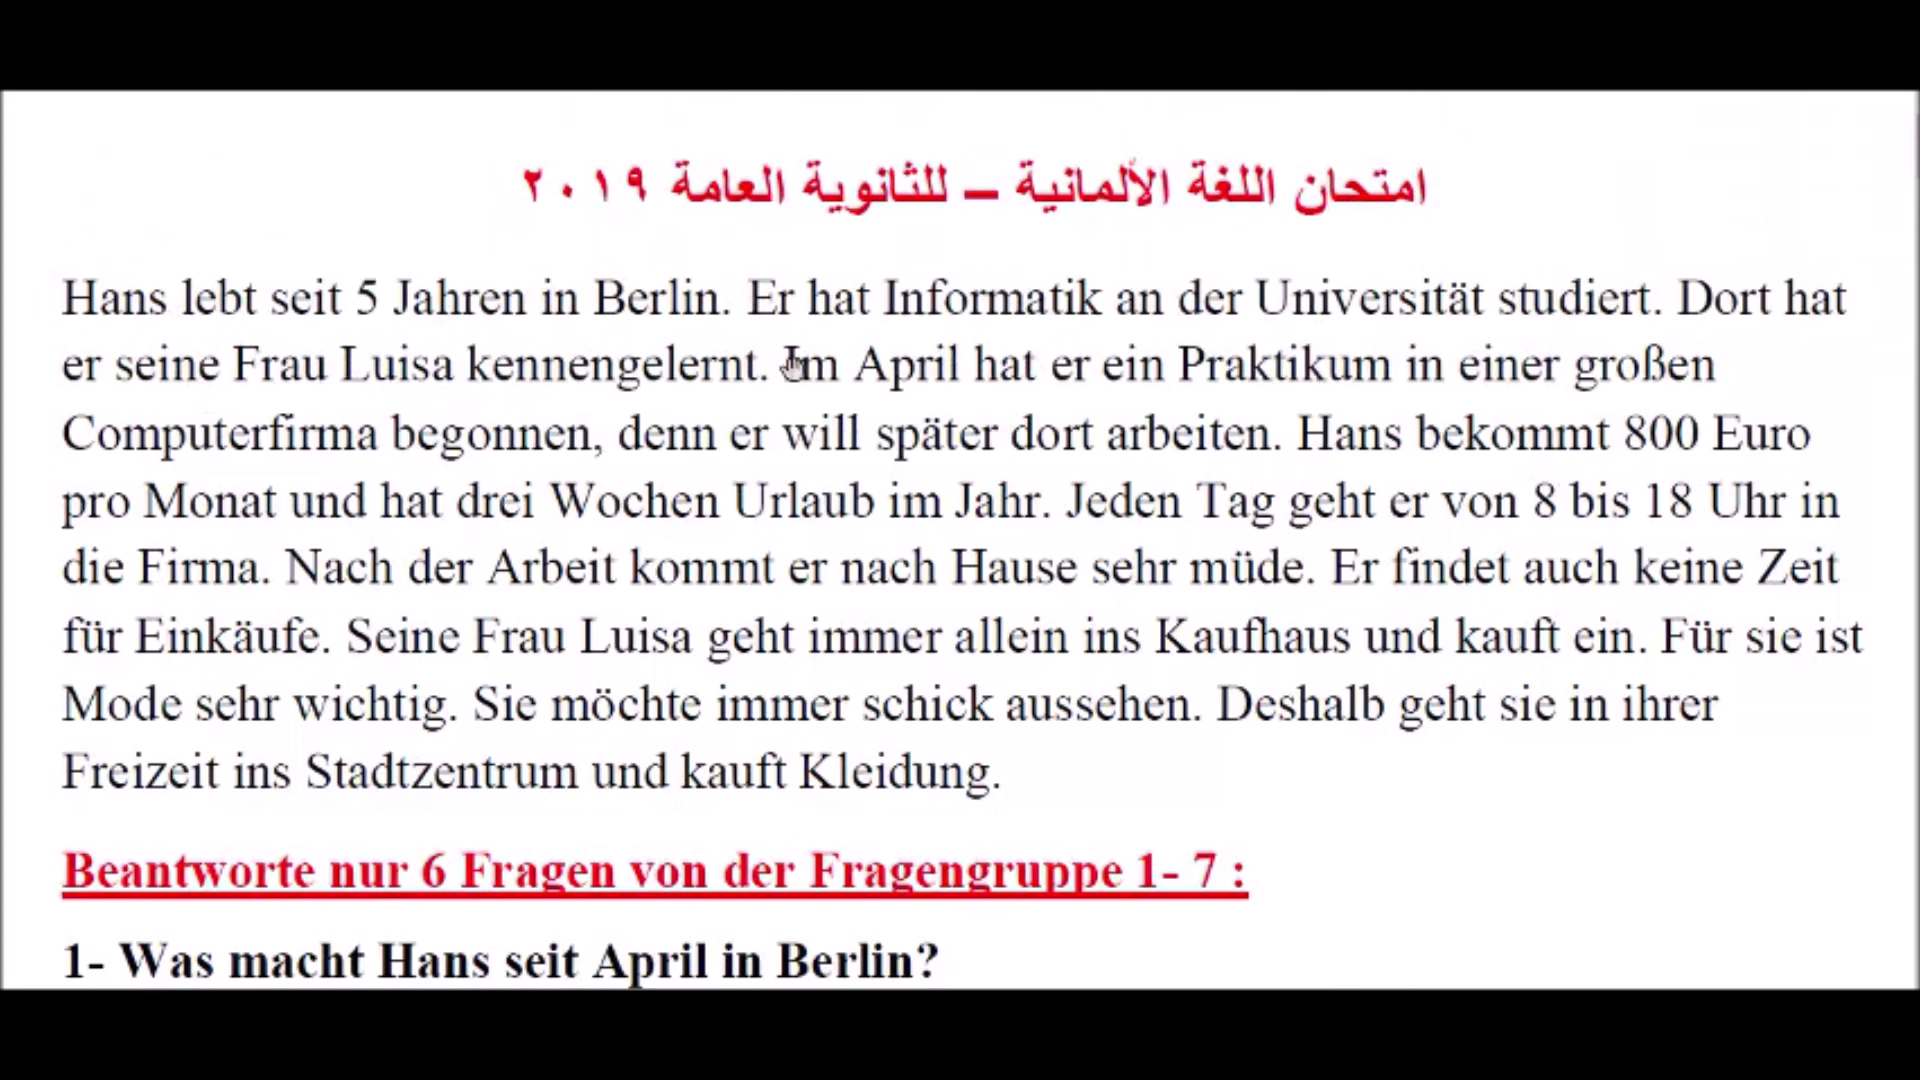 امتحان اللغة الألمانية – للثانوية العامة ٢٠١٩
Hans lebt seit 5 Jahren in Berlin. Er hat Informatik an der Universität studiert. Dort hat
er seine Frau Luisa kennengelernt. Im April hat er ein Praktikum in einer großen
Computerfirma begonnen, denn er will später dort arbeiten. Hans bekommt 800 Euro
pro Monat und hat drei Wochen Urlaub im Jahr. Jeden Tag geht er von 8 bis 18 Uhr in
die Firma. Nach der Arbeit kommt er nach Hause sehr müde. Er findet auch keine Zeit
für Einkäufe. Seine Frau Luisa geht immer allein ins Kaufhaus und kauft ein. Für sie ist
Mode sehr wichtig. Sie möchte immer schick aussehen. Deshalb geht sie in ihrer
Freizeit ins Stadtzentrum und kauft Kleidung.
Beantworte nur 6 Fragen von der Fragengruppe 1- 7 :
1- Was macht Hans seit April in Berlin?